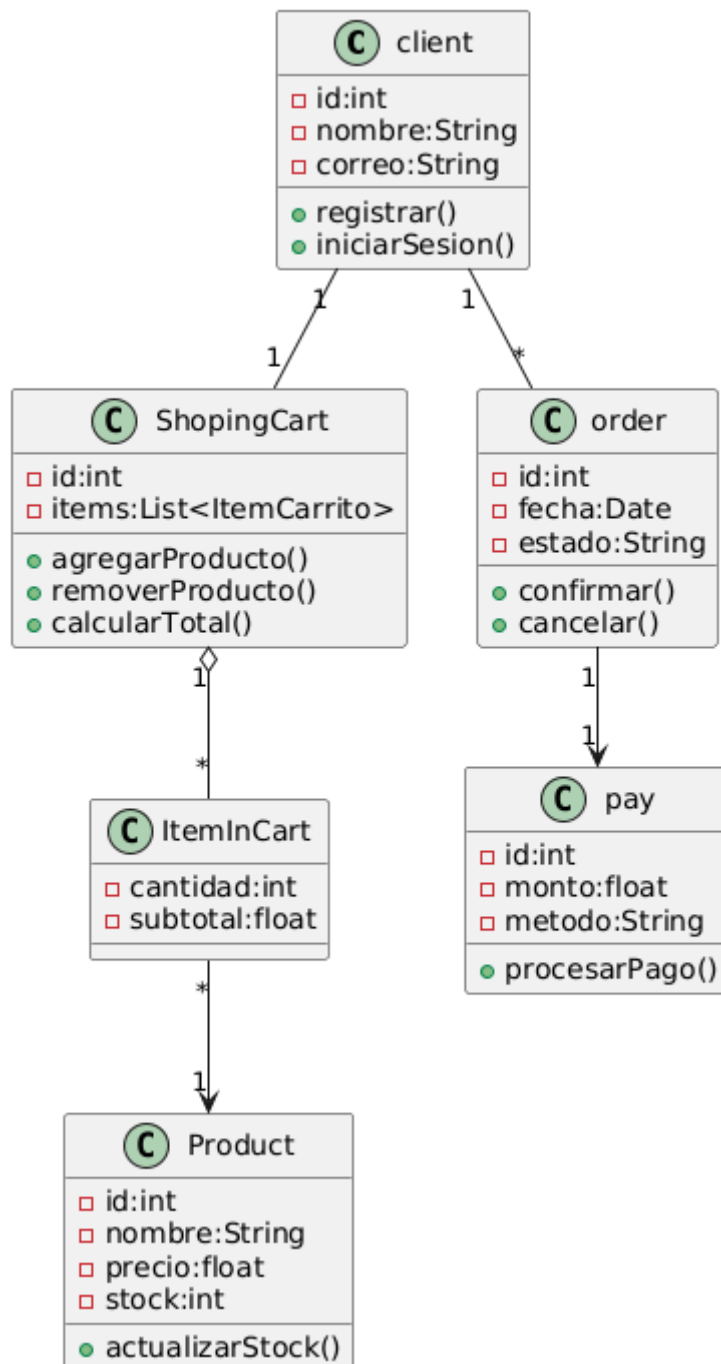 C client
id:int
nombre:String
correo:String
registrar()
iniciarSesion()
1
1
1
*
C ShopingCart
id:int
items:List<ItemCarrito>
agregarProducto()
removerProducto()
calcularTotal()
C order
id:int
fecha:Date
estado:String
confirmar()
cancelar()
1
*
1
1
C ItemInCart
cantidad:int
subtotal:float
C pay
id:int
monto:float
metodo:String
procesarPago()
*
1
C Product
id:int
nombre:String
precio:float
stock:int
actualizarStock()